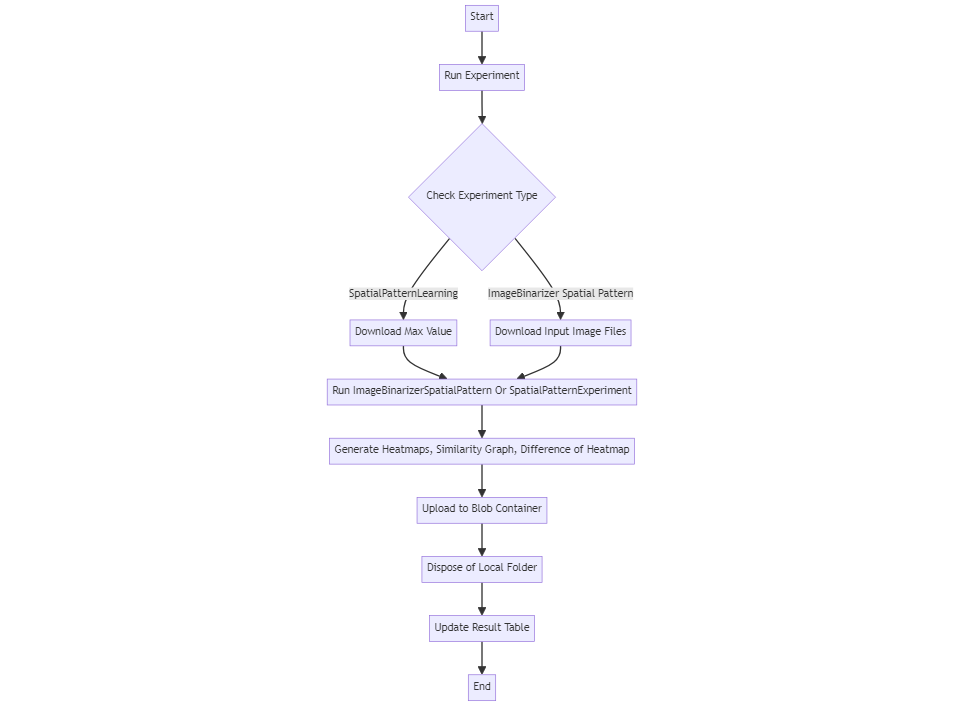 Start
Run Experiment
Check Experiment Type
SpatialPatternLearning
ImageBinarizer Spatial Pattern
Download Max Value
Download Input Image Files
Run ImageBinarizerSpatialPattern Or SpatialPatternExperiment
Generate Heatmaps, Similarity Graph, Difference of Heatmap
Upload to Blob Container
Dispose of Local Folder
Update Result Table
End